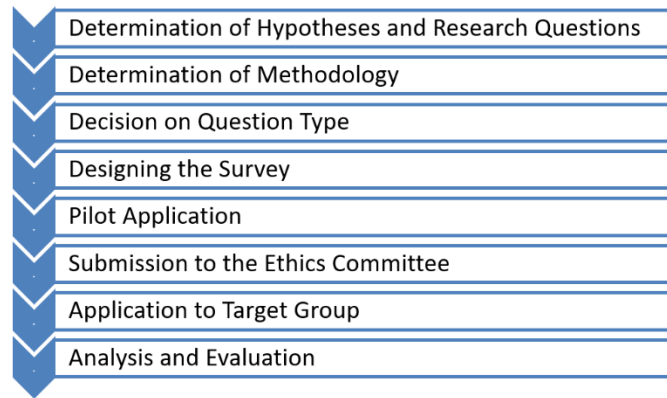 Determination of Hypotheses and Research Questions
Determination of Methodology
Decision on Question Type
Designing the Survey
Pilot Application
Submission to the Ethics Committee
Application to Target Group
Analysis and Evaluation